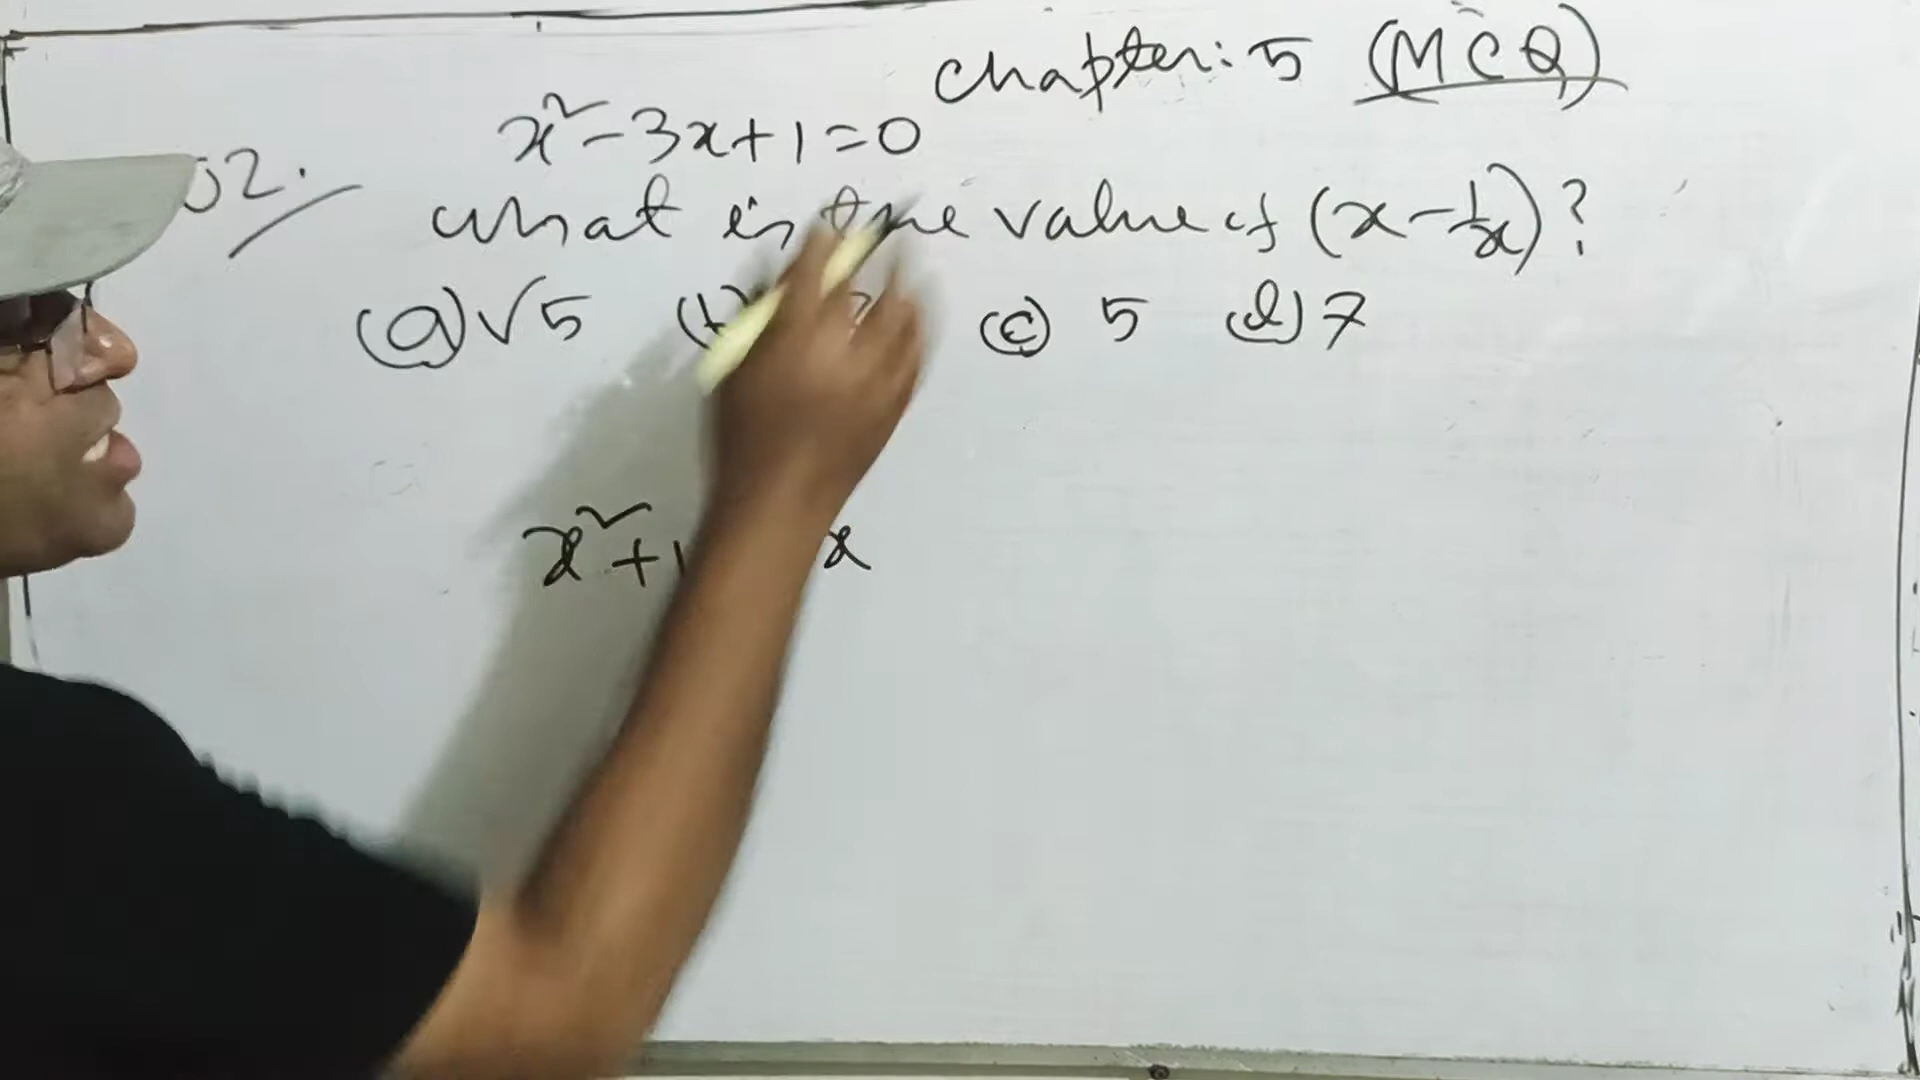 Chapter: 5 (MCQ)
x² - 3x + 1 = 0
02.
What is the value of (x - 1/x) ?
(a) √5 (b) (c) 5 (d) 7
x² + 1 x